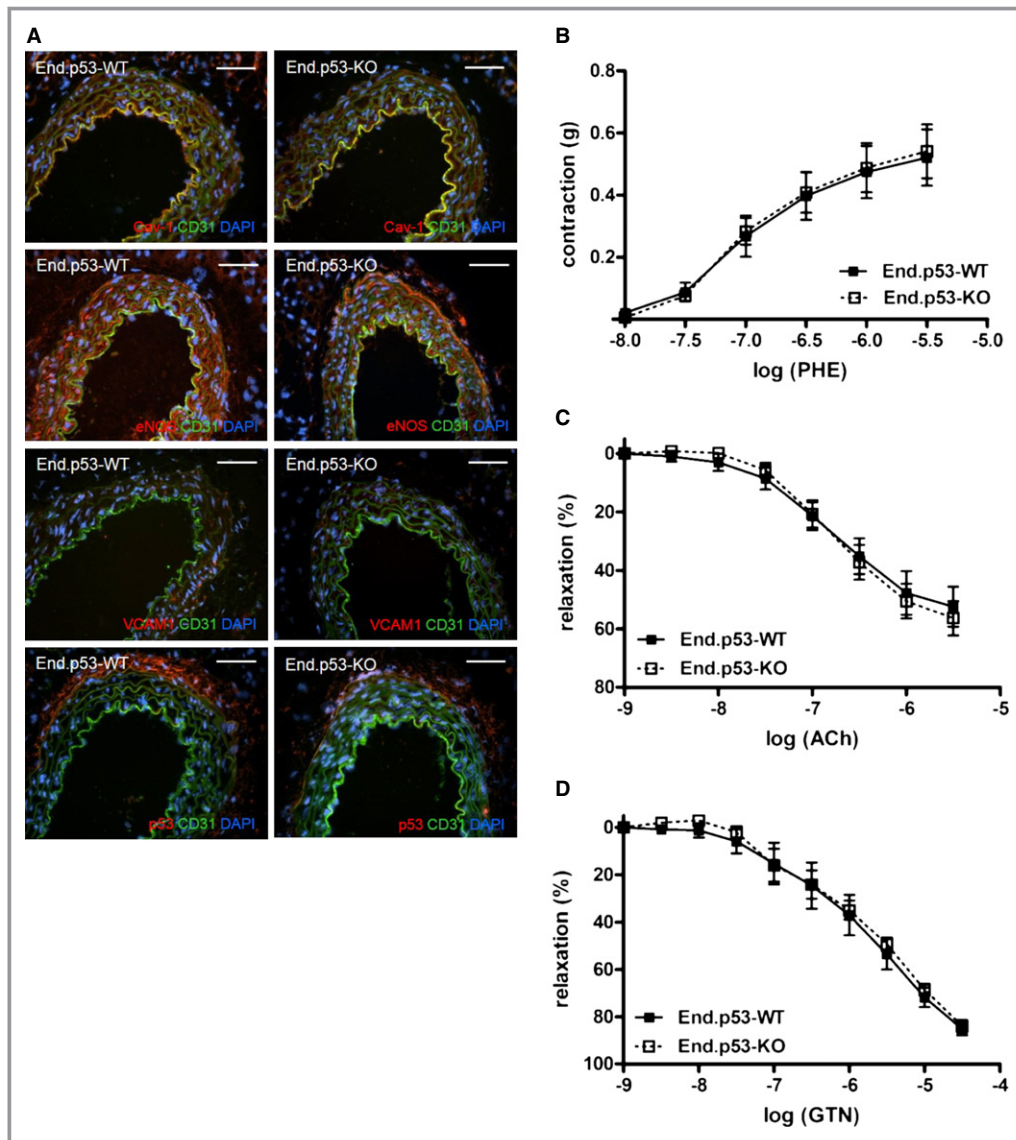 A
End.p53-WT
End.p53-KO
Cav-1 CD31 DAPI
Cav-1 CD31 DAPI
End.p53-WT
End.p53-KO
eNOS CD31 DAPI
eNOS CD31 DAPI
End.p53-WT
End.p53-KO
VCAM1 CD31 DAPI
VCAM1 CD31 DAPI
End.p53-WT
End.p53-KO
p53 CD31 DAPI
p53 CD31 DAPI
B
contraction (g)
0.8
0.6
0.4
0.2
End.p53-WT
End.p53-KO
-8.0 -7.5 -7.0 -6.5 -6.0 -5.5 -5.0
log (PHE)
C
relaxation (%)
0
20
40
60
80
End.p53-WT
End.p53-KO
-9 -8 -7 -6 -5
log (ACh)
D
relaxation (%)
0
20
40
60
80
100
End.p53-WT
End.p53-KO
-9 -8 -7 -6 -5 -4
log (GTN)